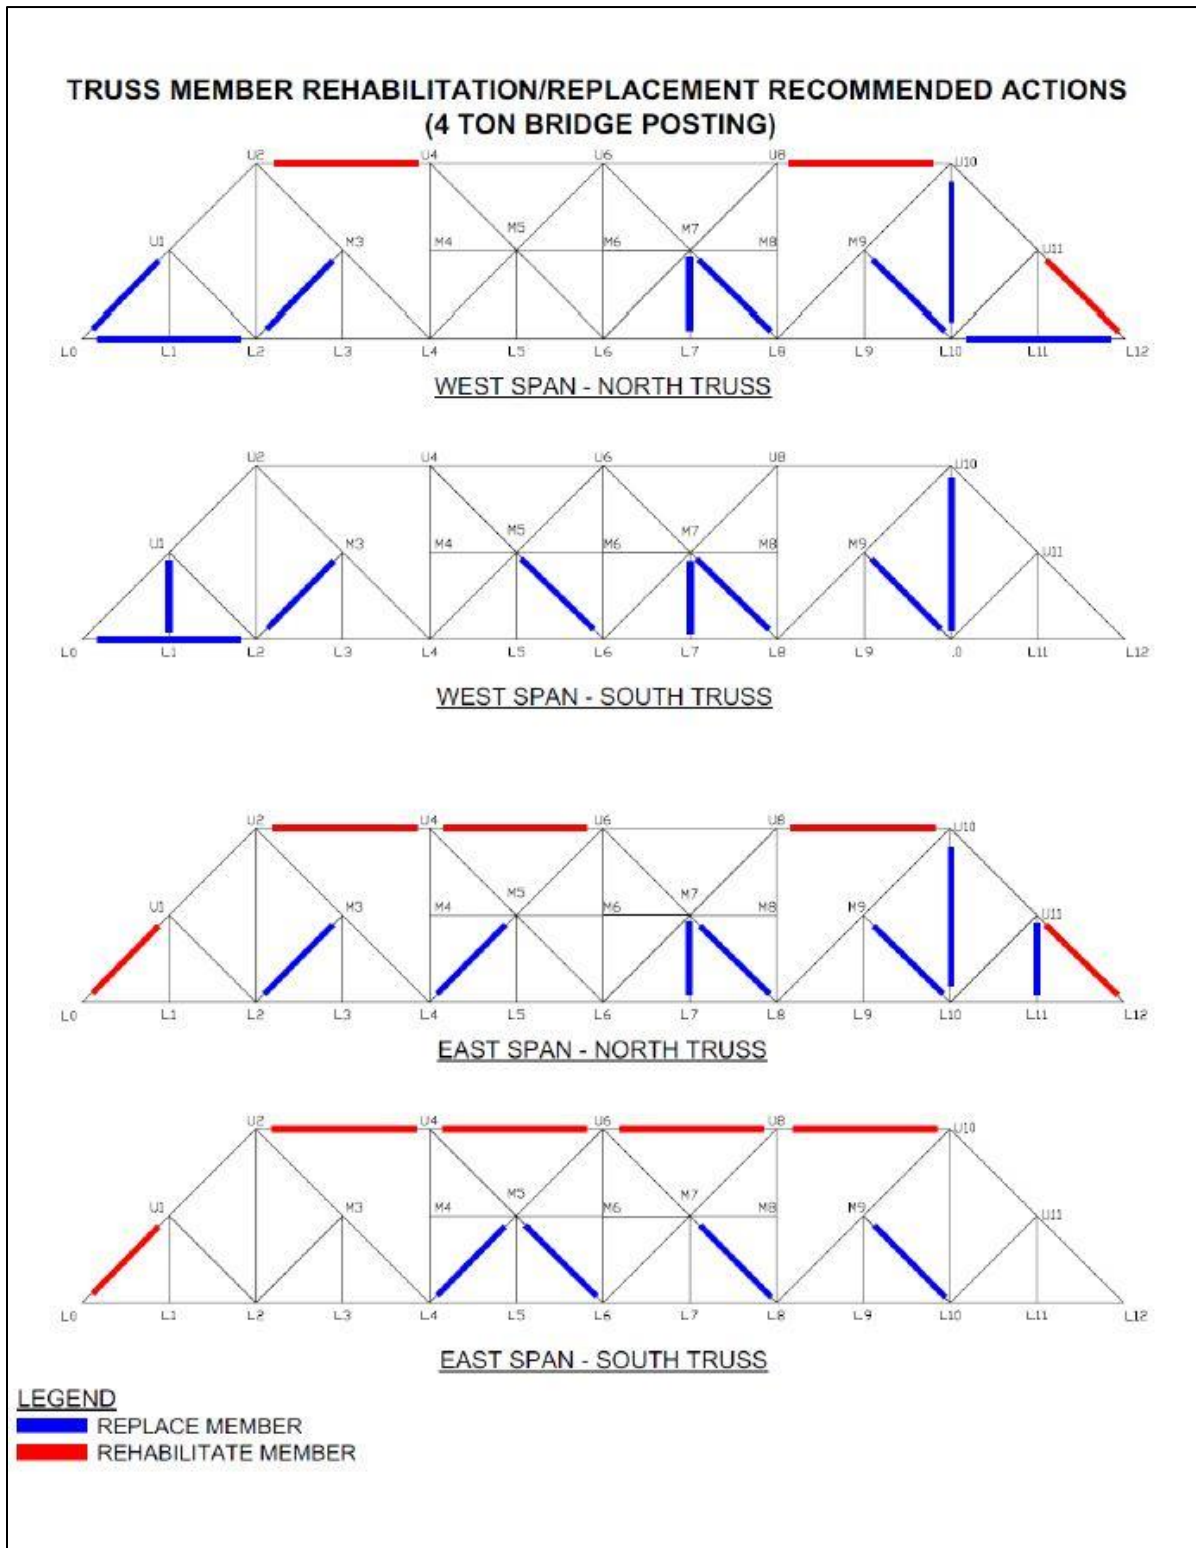 TRUSS MEMBER REHABILITATION/REPLACEMENT RECOMMENDED ACTIONS
(4 TON BRIDGE POSTING)
U2 U4 U6 U8 U10
U1 M3 M4 M5 M6 M7 M8 M9 U11
L0 L1 L2 L3 L4 L5 L6 L7 L8 L9 L10 L11 L12
WEST SPAN - NORTH TRUSS
U2 U4 U6 U8 U10
U1 M3 M4 M5 M6 M7 M8 M9 U11
L0 L1 L2 L3 L4 L5 L6 L7 L8 L9 .0 L11 L12
WEST SPAN - SOUTH TRUSS
U2 U4 U6 U8 U10
U1 M3 M4 M5 M6 M7 M8 M9 U11
L0 L1 L2 L3 L4 L5 L6 L7 L8 L9 L10 L11 L12
EAST SPAN - NORTH TRUSS
U2 U4 U6 U8 U10
U1 M3 M4 M5 M6 M7 M8 M9 U11
L0 L1 L2 L3 L4 L5 L6 L7 L8 L9 L10 L11 L12
EAST SPAN - SOUTH TRUSS
LEGEND
REPLACE MEMBER
REHABILITATE MEMBER